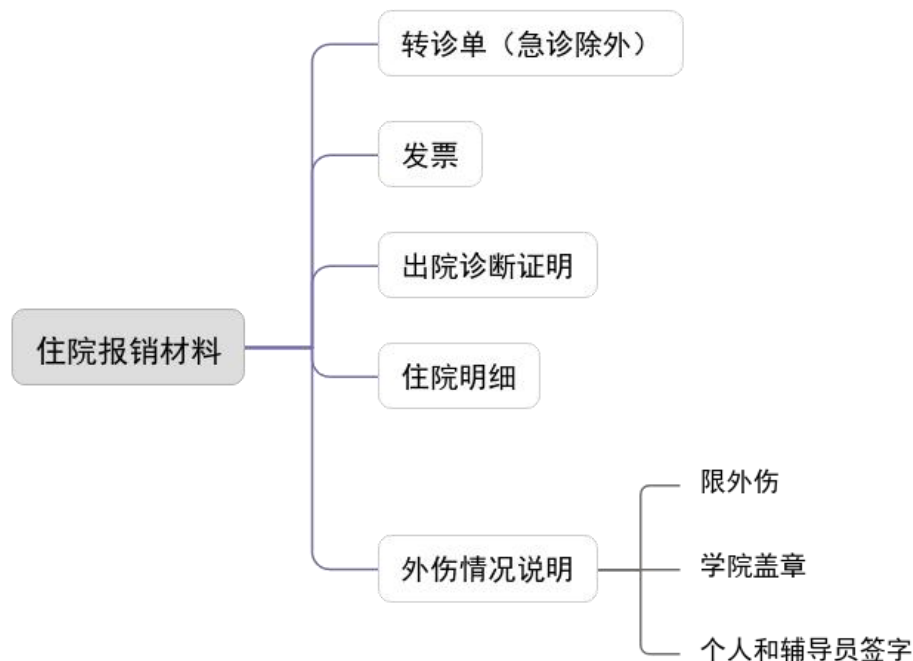 转诊单（急诊除外）
发票
出院诊断证明
住院报销材料
住院明细
限外伤
外伤情况说明
学院盖章
个人和辅导员签字